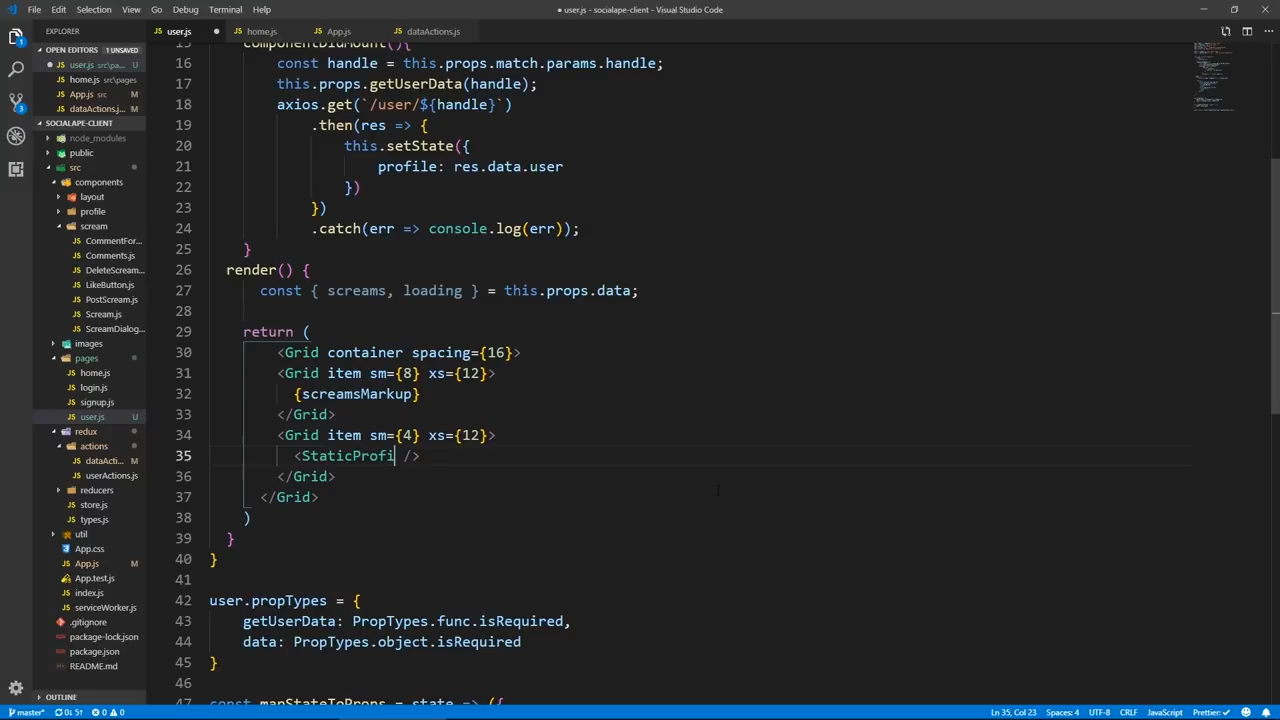 File Edit Selection View Go Debug Terminal Help
● user.js - socialape-client - Visual Studio Code
EXPLORER
OPEN EDITORS 1 UNSAVED
user.js src\pa... U
home.js src\pages
App.js src M
dataActions.j... M
SOCIALAPE-CLIENT
node_modules
public
src
components
layout
profile
scream
CommentFor...
Comments.js
DeleteScream...
LikeButton.js
PostScream.js
Scream.js
ScreamDialog...
images
pages
home.js
login.js
signup.js
user.js U
redux
actions
dataActi... M
userActions.js
reducers
store.js
types.js
util
App.css
App.js M
App.test.js
index.js
serviceWorker.js
.gitignore
package-lock.json
package.json
README.md
OUTLINE
user.js ● home.js App.js dataActions.js
15 componentDidMount(){
16 const handle = this.props.match.params.handle;
17 this.props.getUserData(handle);
18 axios.get(`/user/${handle}`)
19 .then(res => {
20 this.setState({
21 profile: res.data.user
22 })
23 })
24 .catch(err => console.log(err));
25 }
26 render() {
27 const { screams, loading } = this.props.data;
28
29 return (
30 <Grid container spacing={16}>
31 <Grid item sm={8} xs={12}>
32 {screamsMarkup}
33 </Grid>
34 <Grid item sm={4} xs={12}>
35 <StaticProfi />
36 </Grid>
37 </Grid>
38 )
39 }
40 }
41
42 user.propTypes = {
43 getUserData: PropTypes.func.isRequired,
44 data: PropTypes.object.isRequired
45 }
46
47 const mapStateToProps = state => ({
master* 0↓ 5↑ 0 5 Ln 35, Col 23 Spaces: 4 UTF-8 CRLF JavaScript Prettier: ✓
1
3